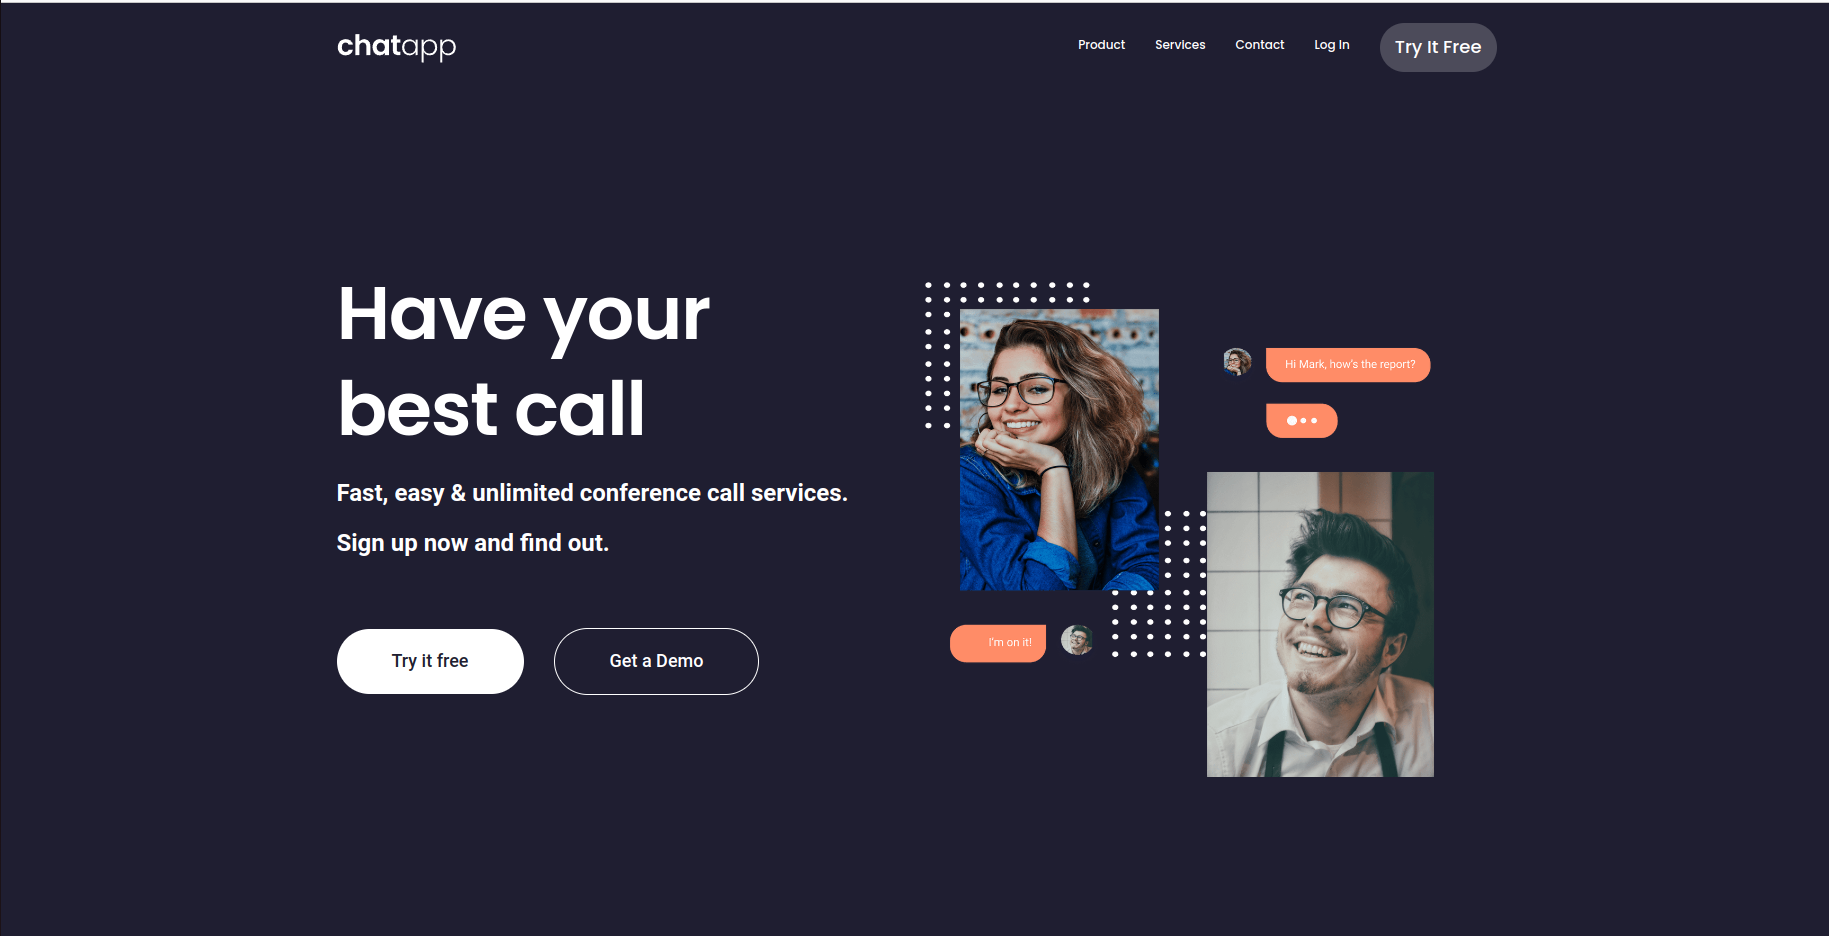 chatapp
Product Services Contact Log In Try It Free
Have your
best call
Fast, easy & unlimited conference call services.
Sign up now and find out.
Try it free Get a Demo
Hi Mark, how's the report?
I'm on it!